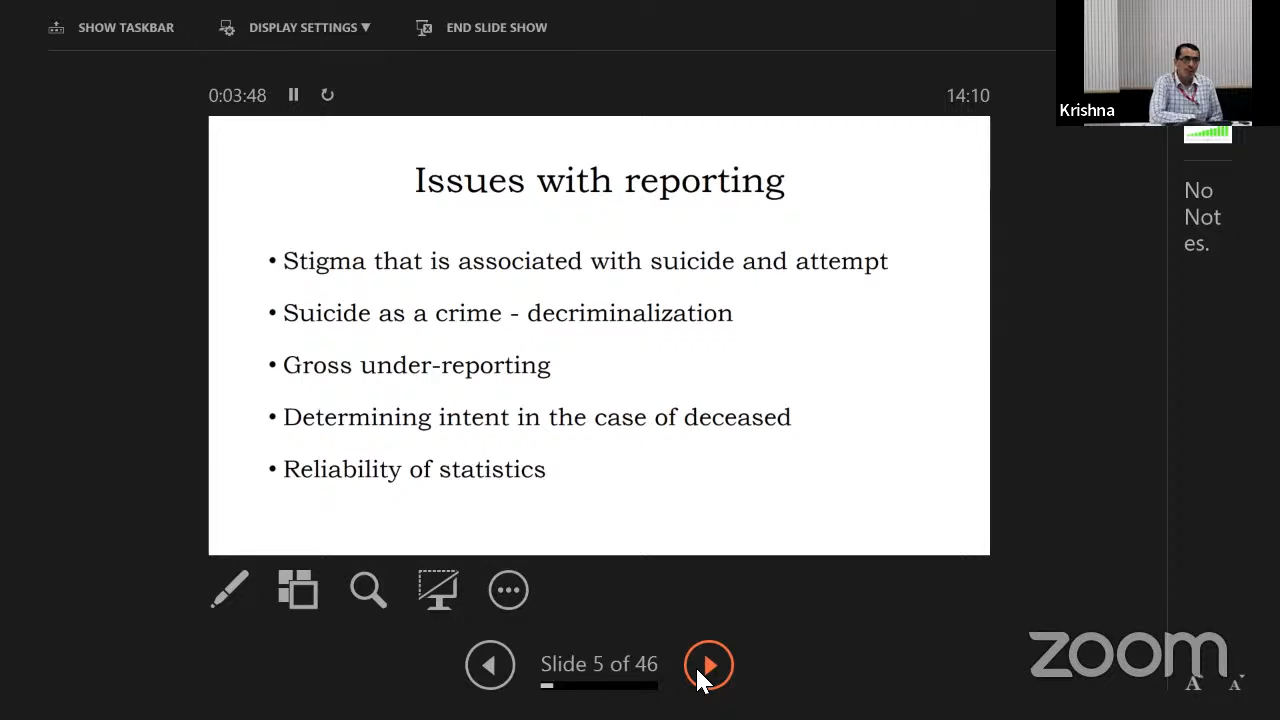 SHOW TASKBAR DISPLAY SETTINGS ▼ END SLIDE SHOW
0:03:48 14:10
Krishna
Issues with reporting
• Stigma that is associated with suicide and attempt
• Suicide as a crime - decriminalization
• Gross under-reporting
• Determining intent in the case of deceased
• Reliability of statistics
No
Not
es.
Slide 5 of 46
zoom
A A